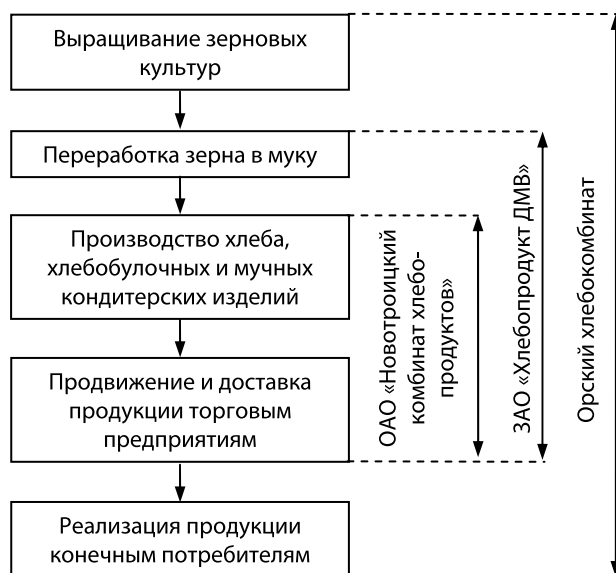 Выращивание зерновых
культур
Переработка зерна в муку
Производство хлеба,
хлебобулочных и мучных
кондитерских изделий
Продвижение и доставка
продукции торговым
предприятиям
Реализация продукции
конечным потребителям
ОАО «Новотроицкий
комбинат хлебо-
продуктов»
ЗАО «Хлебопродукт ДМВ»
Орский хлебокомбинат